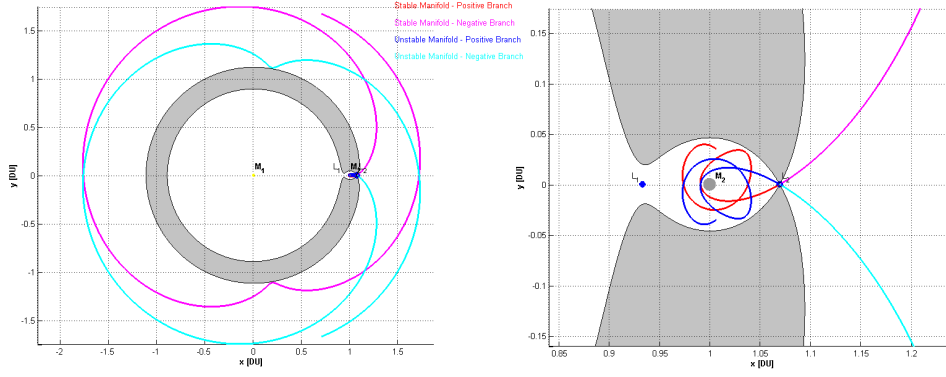 Stable Manifold - Positive Branch
Stable Manifold - Negative Branch
Unstable Manifold - Positive Branch
Unstable Manifold - Negative Branch
1.5
1
0.5
0
-0.5
-1
-1.5
y [DU]
M1
L1
M2
2
-2 -1.5 -1 -0.5 0 0.5 1 1.5
x [DU]
0.15
0.1
0.05
0
-0.05
-0.1
-0.15
y [DU]
L1
M2
0.85 0.9 0.95 1 1.05 1.1 1.15 1.2
x [DU]